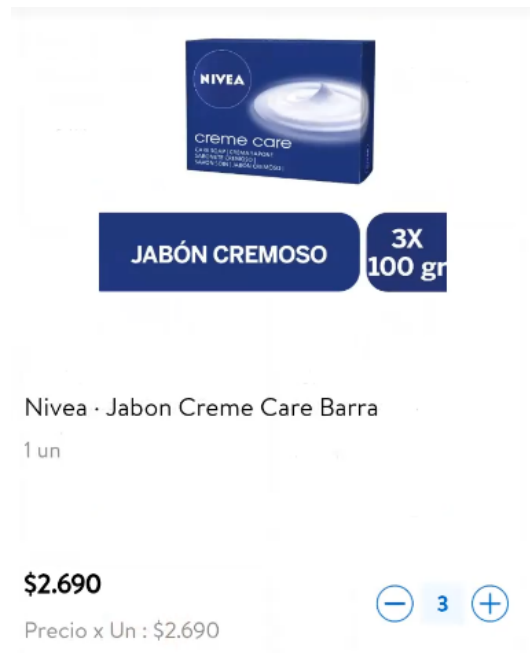 NIVEA
creme care
JABÓN CREMOSO
3X
100 gr
Nivea · Jabon Creme Care Barra
1 un
$2.690
3
Precio x Un : $2.690